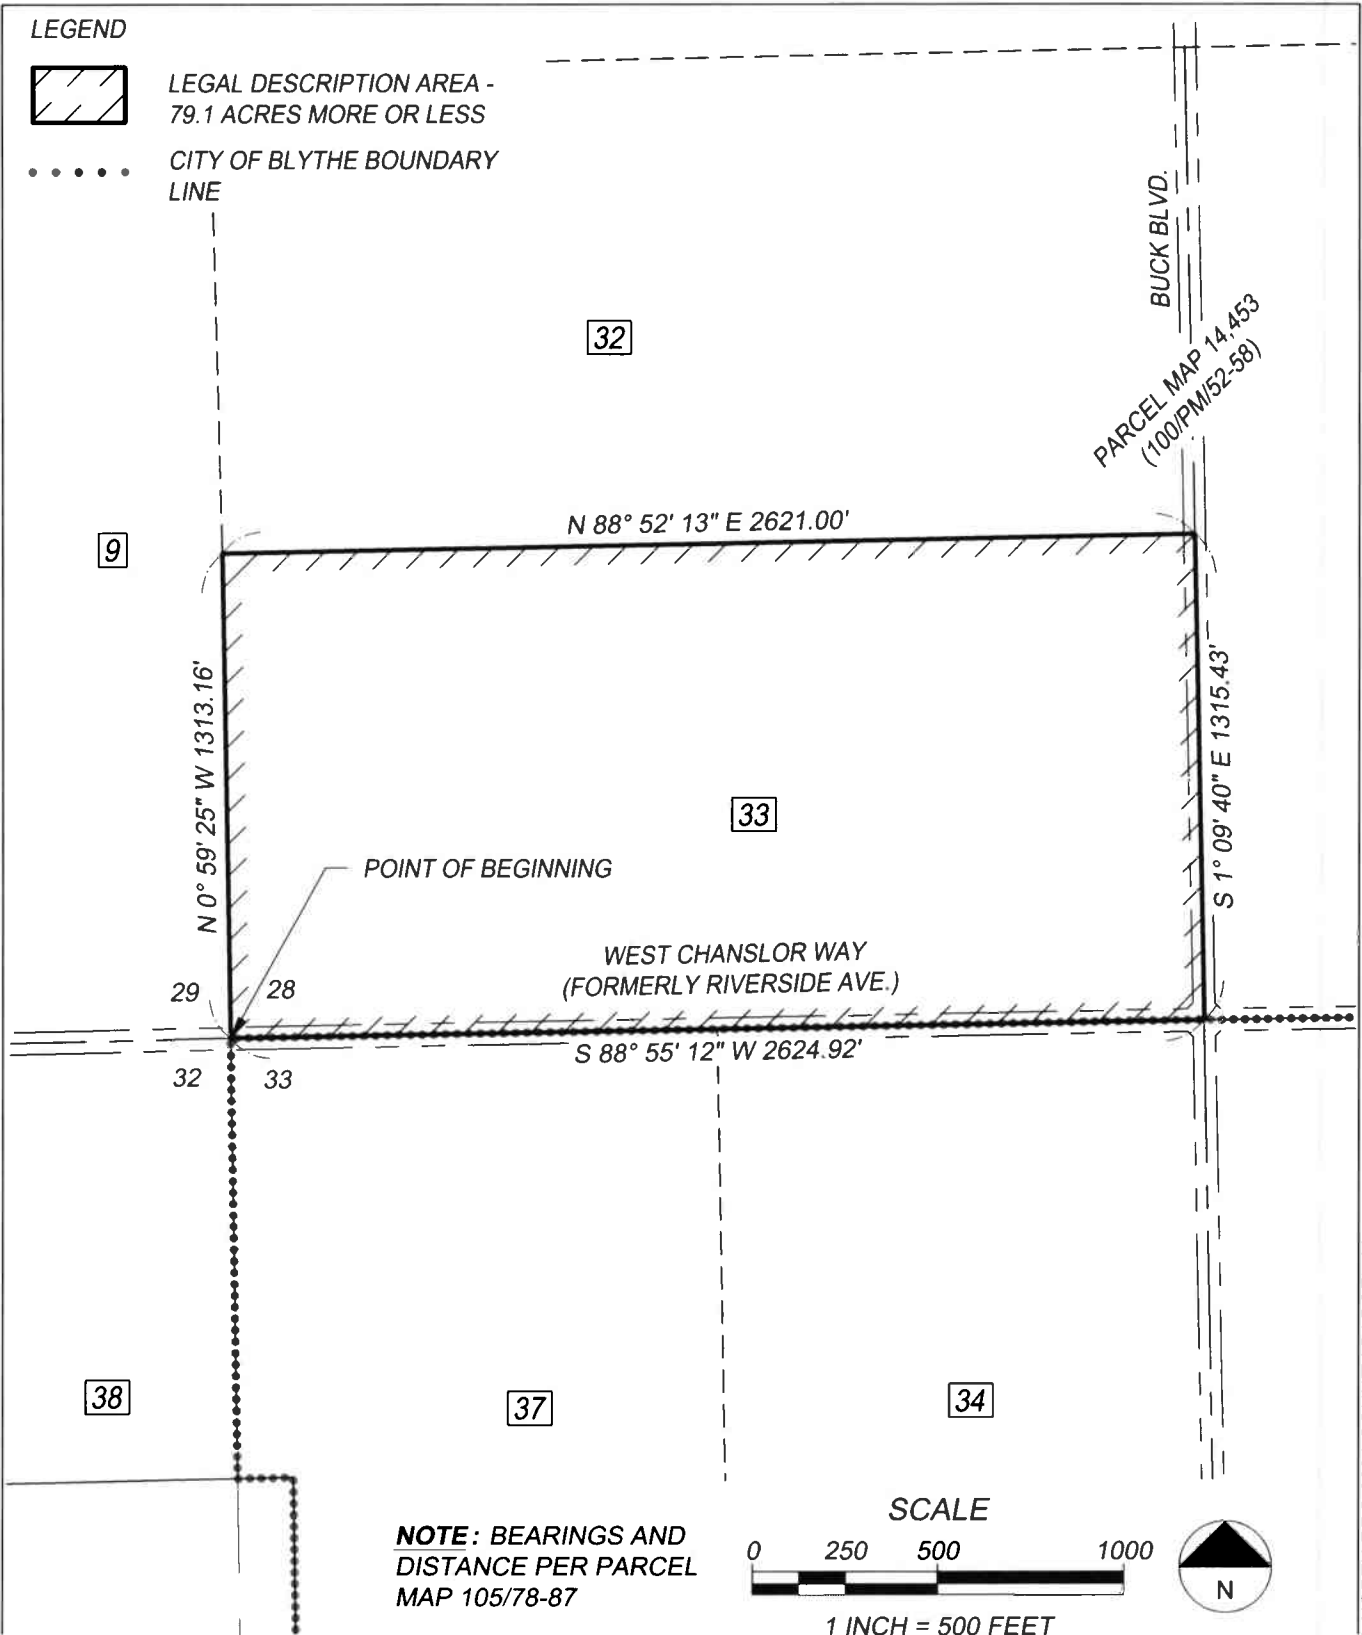 LEGEND
LEGAL DESCRIPTION AREA -
79.1 ACRES MORE OR LESS
CITY OF BLYTHE BOUNDARY
LINE
BUCK BLVD.
32
PARCEL MAP 14,453
(100/PM/52-58)
N 88° 52' 13" E 2621.00'
9
N 0° 59' 25" W 1313.16'
S 1° 09' 40" E 1315.43'
33
POINT OF BEGINNING
WEST CHANSLOR WAY
(FORMERLY RIVERSIDE AVE.)
29 28
S 88° 55' 12" W 2624.92'
32 33
38
37
34
NOTE: BEARINGS AND
DISTANCE PER PARCEL
MAP 105/78-87
SCALE
0 250 500 1000
1 INCH = 500 FEET
N